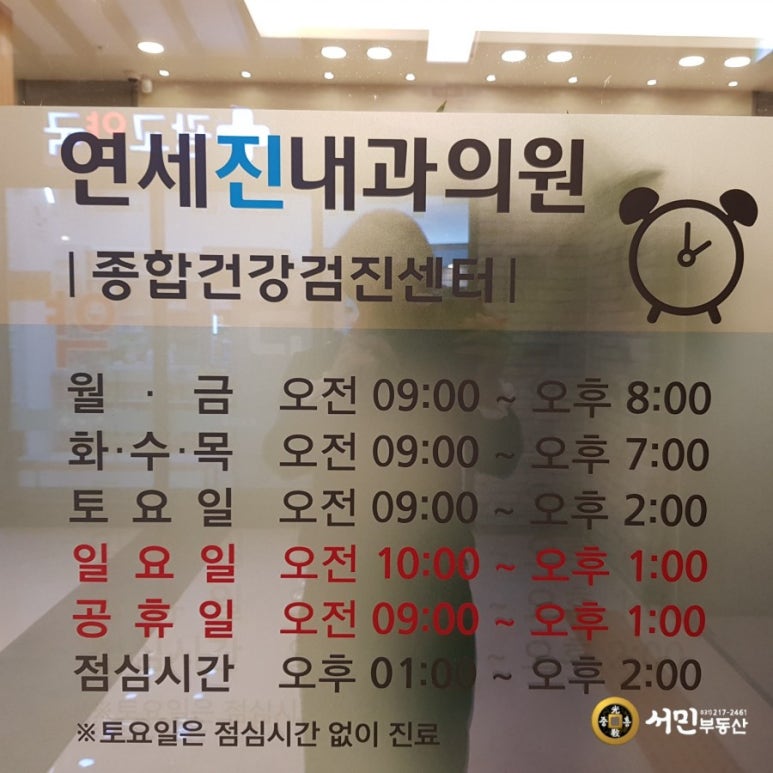 연세진내과의원
|종합건강검진센터|
월 · 금 오전 09:00 ~ 오후 8:00
화·수·목 오전 09:00 ~ 오후 7:00
토요일 오전 09:00 ~ 오후 2:00
일요일 오전 10:00 ~ 오후 1:00
공휴일 오전 09:00 ~ 오후 1:00
점심시간 오후 01:00 ~ 오후 2:00
※토요일은 점심시간 없이 진료
031)217-2461
서민부동산